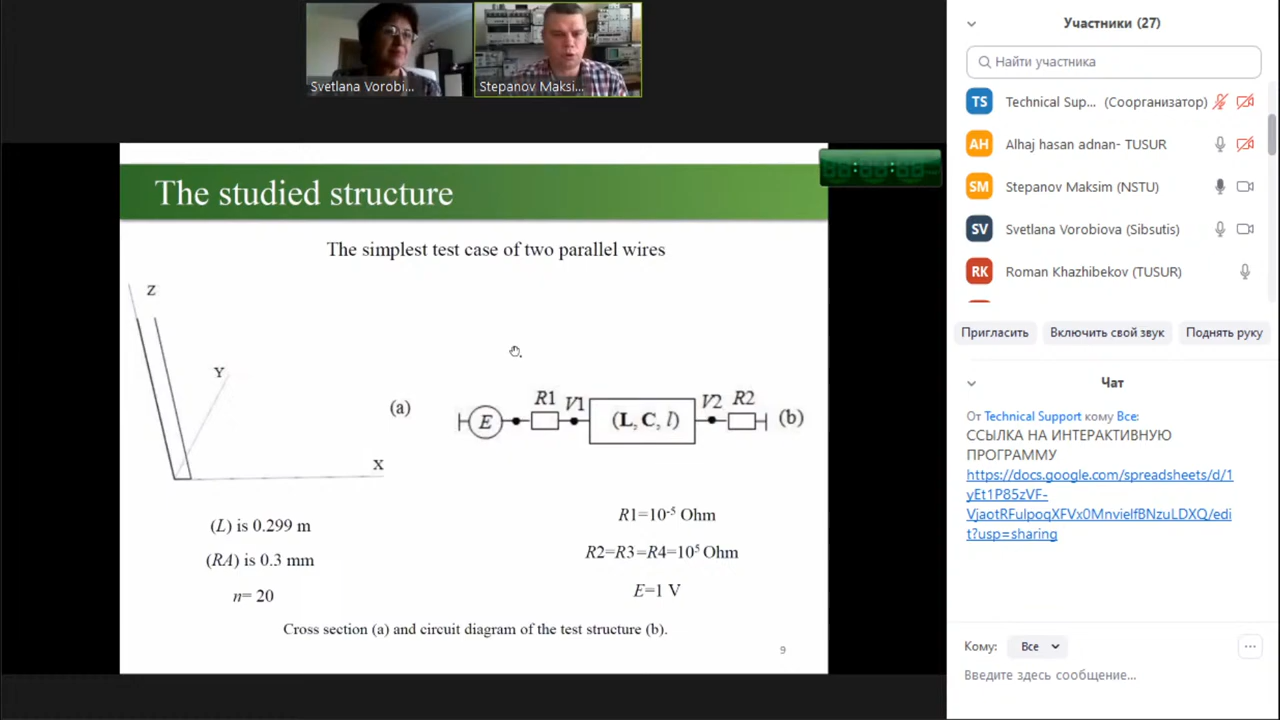 Svetlana Vorobi...
Stepanov Maksi...
The studied structure
The simplest test case of two parallel wires
Z
Y
X
(a)
R1
V1
V2
R2
E
(L, C, l)
(b)
(L) is 0.299 m
(RA) is 0.3 mm
n= 20
R1=10⁻⁵ Ohm
R2=R3=R4=10⁵ Ohm
E=1 V
Cross section (a) and circuit diagram of the test structure (b).
9
Участники (27)
Найти участника
TS Technical Sup... (Соорганизатор)
AH Alhaj hasan adnan- TUSUR
SM Stepanov Maksim (NSTU)
SV Svetlana Vorobiova (Sibsutis)
RK Roman Khazhibekov (TUSUR)
Пригласить
Включить свой звук
Поднять руку
Чат
От Technical Support кому Все:
ССЫЛКА НА ИНТЕРАКТИВНУЮ
ПРОГРАММУ
https://docs.google.com/spreadsheets/d/1
yEt1P85zVF-
VjaotRFulpoqXFVx0MnvielfBNzuLDXQ/edi
t?usp=sharing
Кому: Все
Введите здесь сообщение...